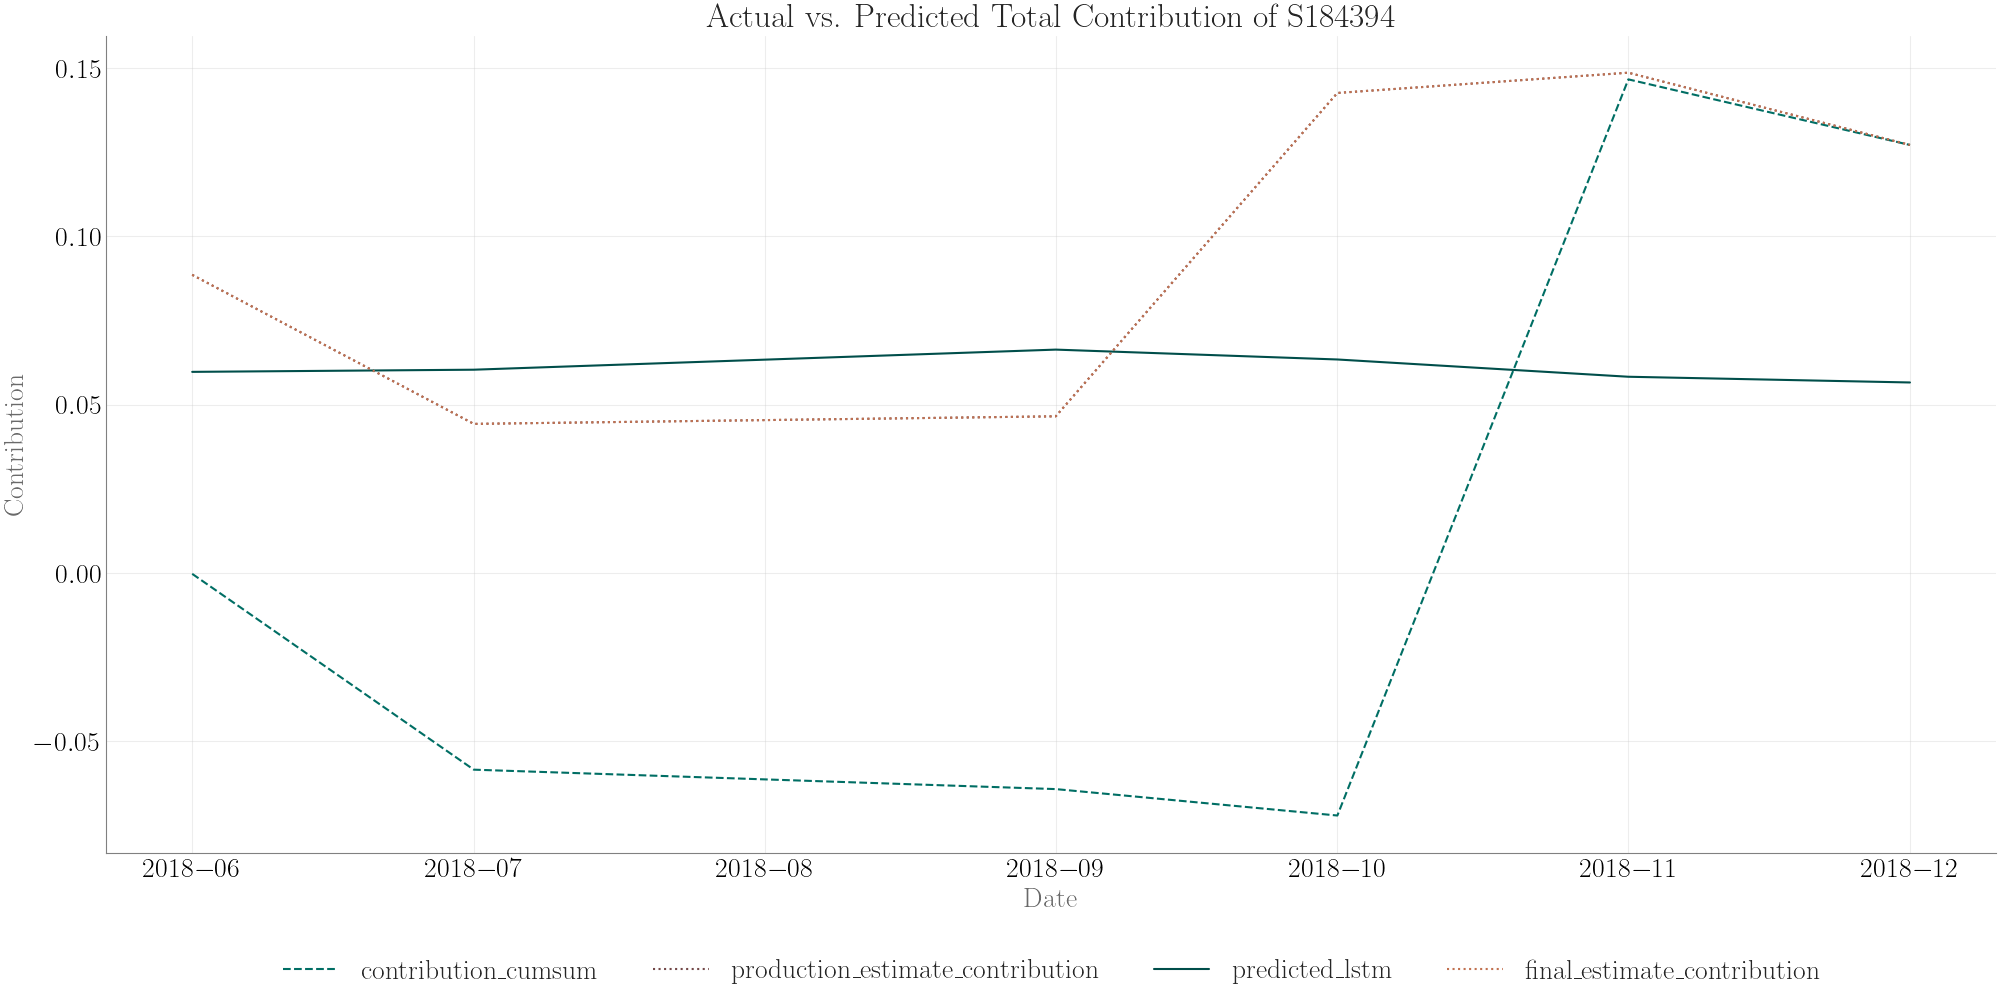 Actual vs. Predicted Total Contribution of S184394
0.15
0.10
0.05
0.00
−0.05
Contribution
2018−06 2018−07 2018−08 2018−09 2018−10 2018−11 2018−12
Date
contribution_cumsum production_estimate_contribution predicted_lstm final_estimate_contribution